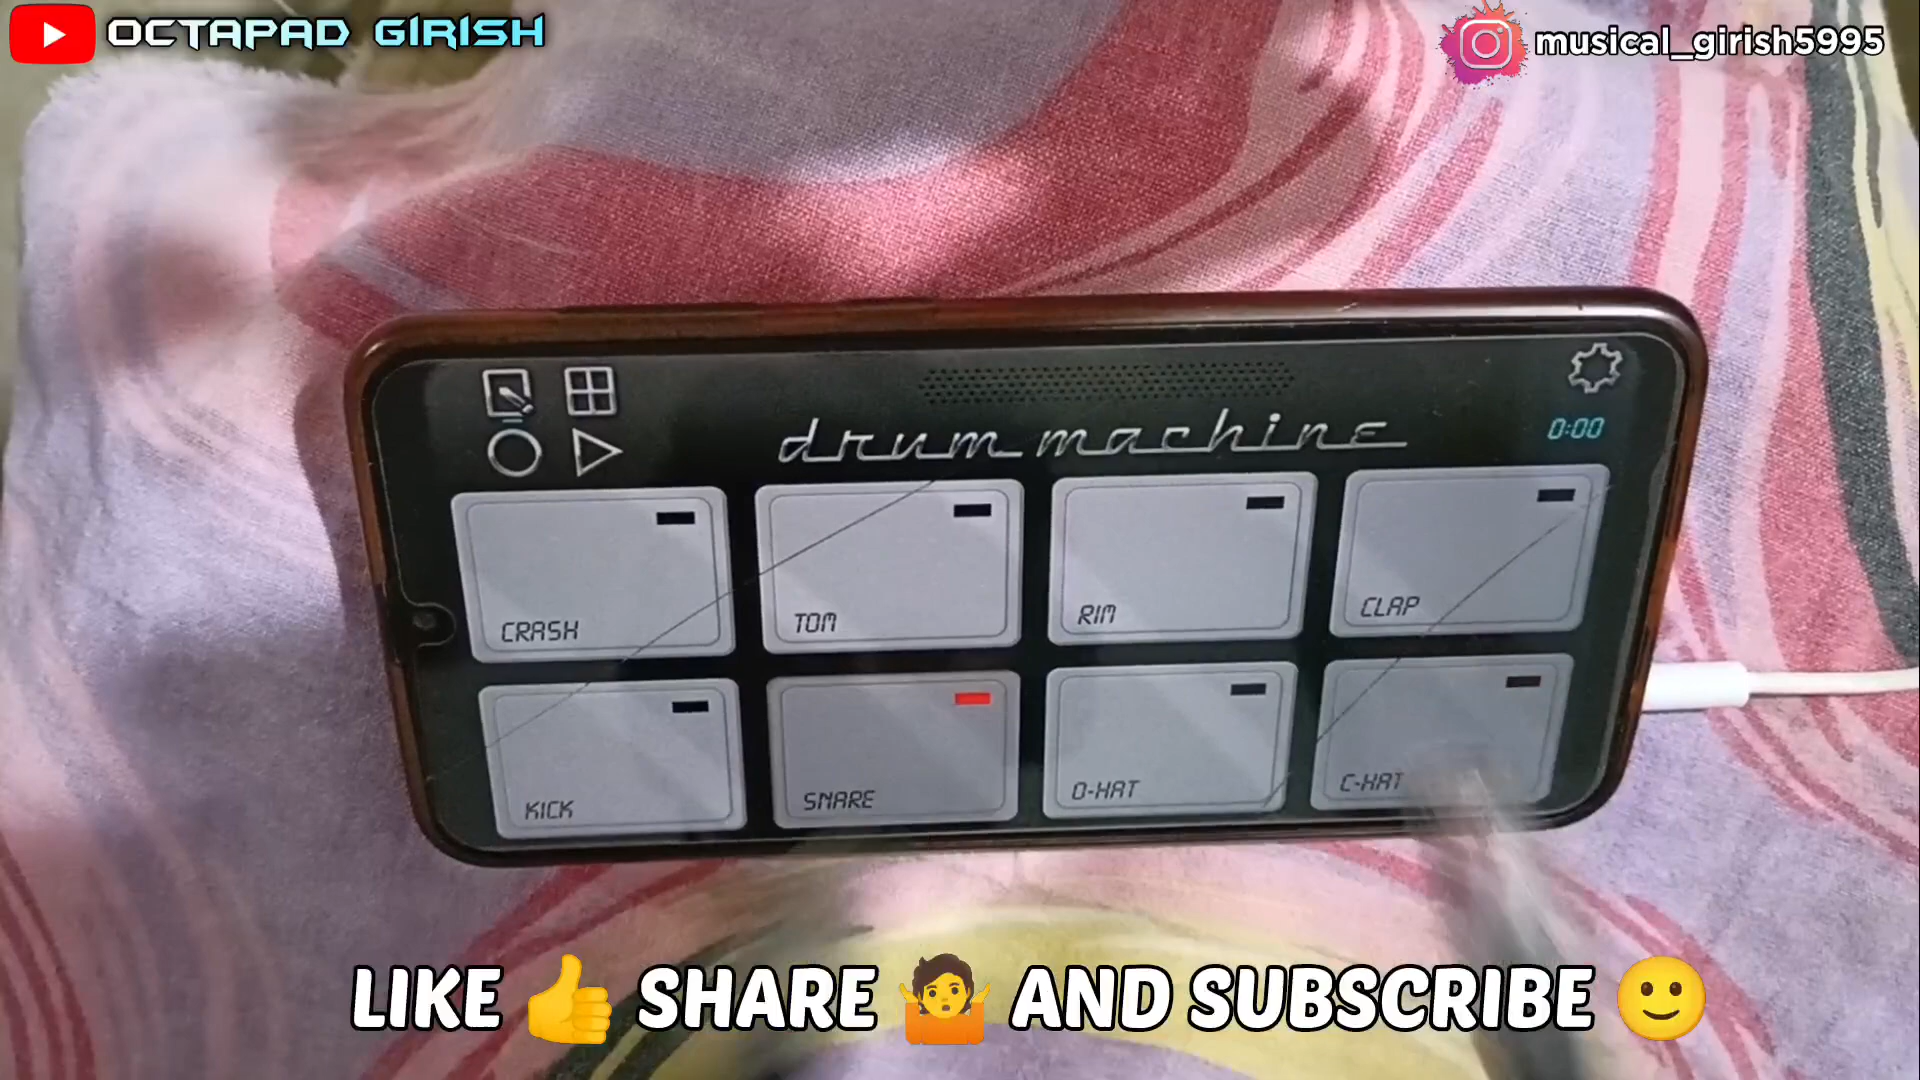 OCTAPAD GIRISH
musical_girish5995
drum machine
0:00
CRASH
TOM
RIM
CLAP
KICK
SNARE
O-HAT
C-HAT
LIKE 👍 SHARE 🤷 AND SUBSCRIBE 🙂